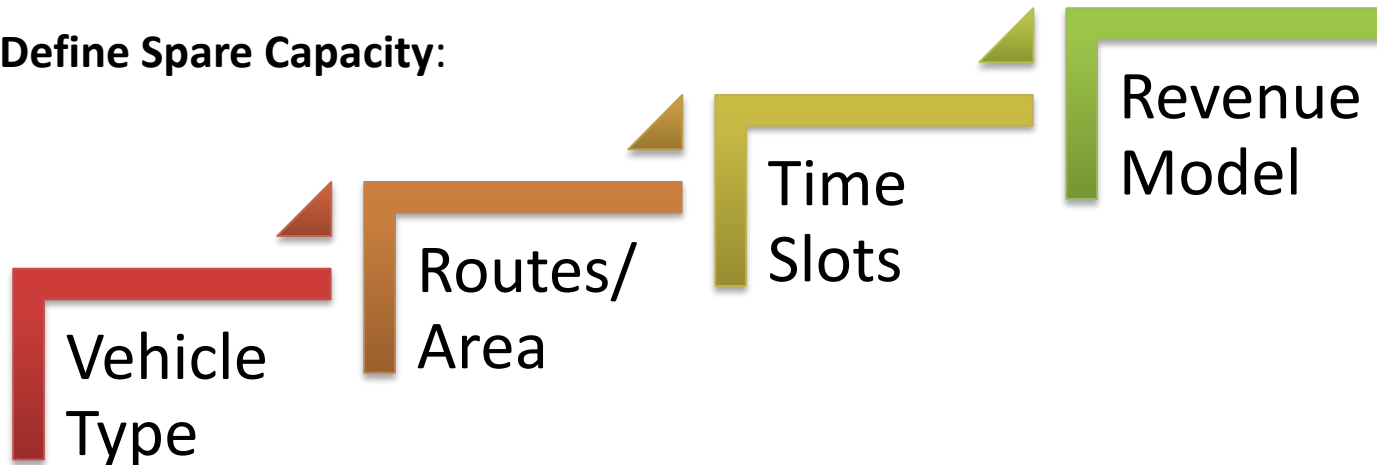 Define Spare Capacity:
Vehicle
Type
Routes/
Area
Time
Slots
Revenue
Model